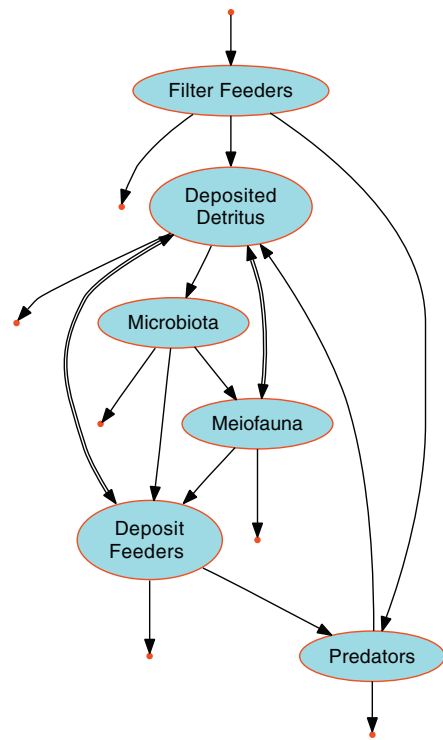 Filter Feeders
Deposited
Detritus
Microbiota
Meiofauna
Deposit
Feeders
Predators